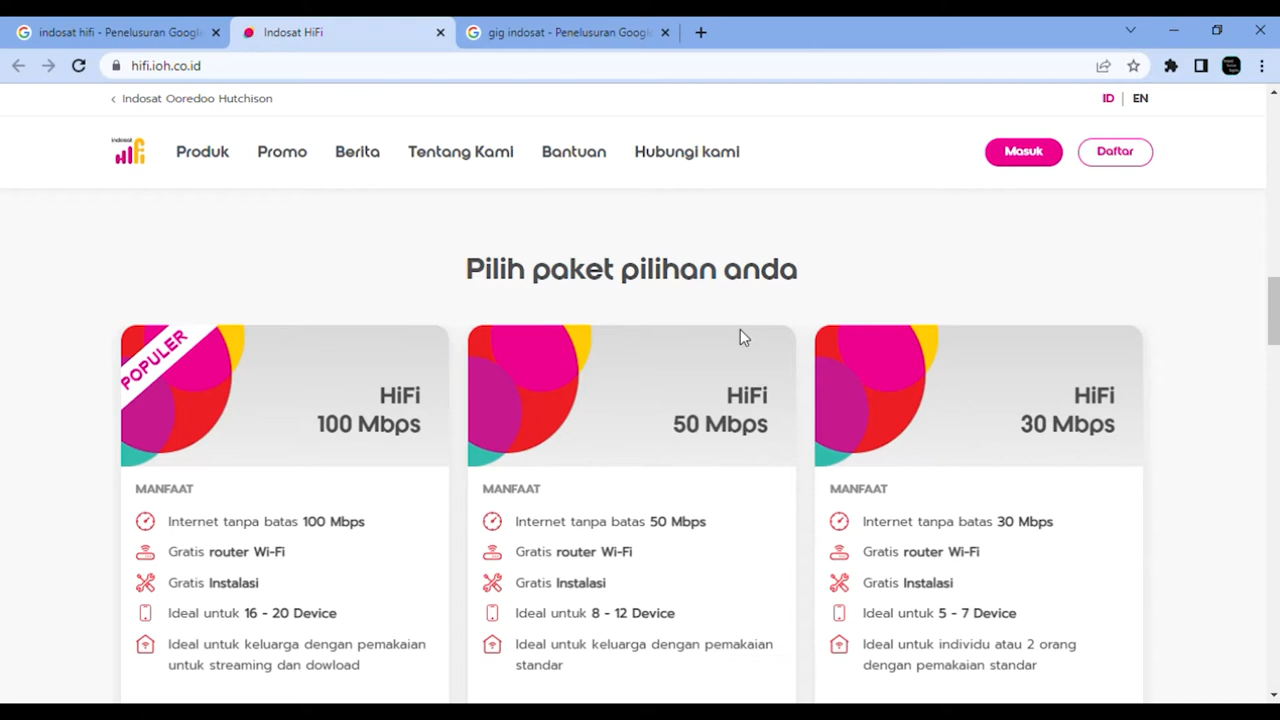 indosat hifi - Penelusuran Google
Indosat HiFi
gig indosat - Penelusuran Googl
hifi.ioh.co.id
Indosat Ooredoo Hutchison
ID | EN
indosat HiFi
Produk
Promo
Berita
Tentang Kami
Bantuan
Hubungi kami
Masuk
Daftar
Pilih paket pilihan anda
POPULER
HiFi
100 Mbps
MANFAAT
Internet tanpa batas 100 Mbps
Gratis router Wi-Fi
Gratis Instalasi
Ideal untuk 16 - 20 Device
Ideal untuk keluarga dengan pemakaian
untuk streaming dan dowload
HiFi
50 Mbps
MANFAAT
Internet tanpa batas 50 Mbps
Gratis router Wi-Fi
Gratis Instalasi
Ideal untuk 8 - 12 Device
Ideal untuk keluarga dengan pemakaian
standar
HiFi
30 Mbps
MANFAAT
Internet tanpa batas 30 Mbps
Gratis router Wi-Fi
Gratis Instalasi
Ideal untuk 5 - 7 Device
Ideal untuk individu atau 2 orang
dengan pemakaian standar